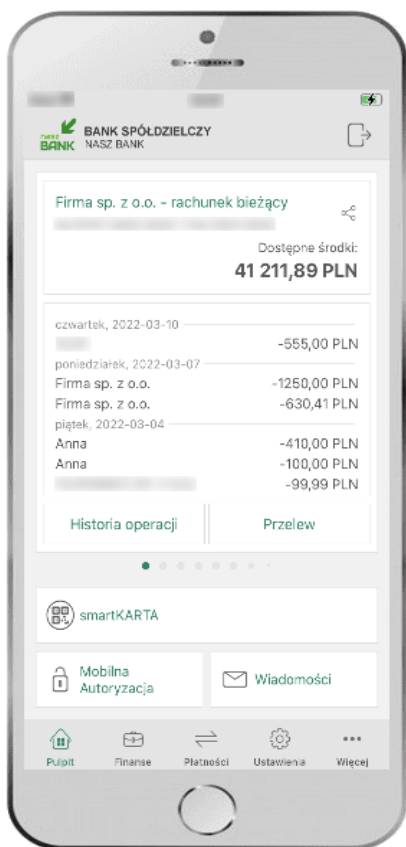 nasz
BANK
BANK SPÓŁDZIELCZY
NASZ BANK
Firma sp. z o.o. – rachunek bieżący
Dostępne środki:
41 211,89 PLN
czwartek, 2022-03-10
-555,00 PLN
poniedziałek, 2022-03-07
Firma sp. z o.o. -1250,00 PLN
Firma sp. z o.o. -630,41 PLN
piątek, 2022-03-04
Anna -410,00 PLN
Anna -100,00 PLN
-99,99 PLN
Historia operacji Przelew
smartKARTA
Mobilna
Autoryzacja
Wiadomości
Pulpit Finanse Płatności Ustawienia Więcej